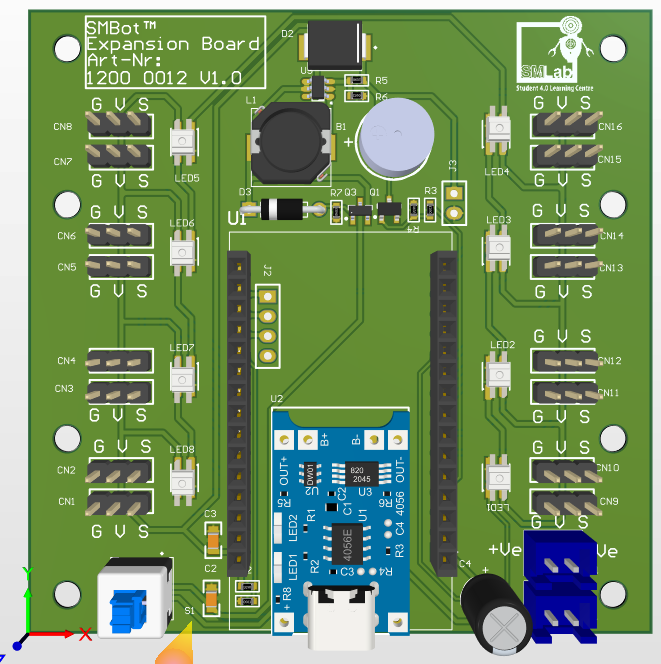 SMBot™
Expansion Board
Art-Nr:
1200 0012 V1.0
D2
SMLab
Student 4.0 Learning Centre
U9
R5
R6
L1
B1
+
G V S
CN8
CN7
G V S
LED5
G V S
CN16
CN15
G V S
LED4
J3
D3
R7
Q3
Q1
R3
R4
U1
G V S
CN6
CN5
G V S
LED6
LED3
G V S
CN14
CN13
G V S
J2
G V S
CN4
CN3
G V S
LED7
LED2
G V S
CN12
CN11
G V S
U2
B+
B-
OUT+
OUT-
DW01
820
2045
U3
R5
C2
C1
U1
4056E
4056
C4
R3
R1
R2
LED2
LED1
C3
R4
R8
+
G V S
CN2
CN1
G V S
LED8
LED1
G V S
CN10
CN9
G V S
C3
C2
S1
C4
+
+Ve
Ve
Y
X
Z